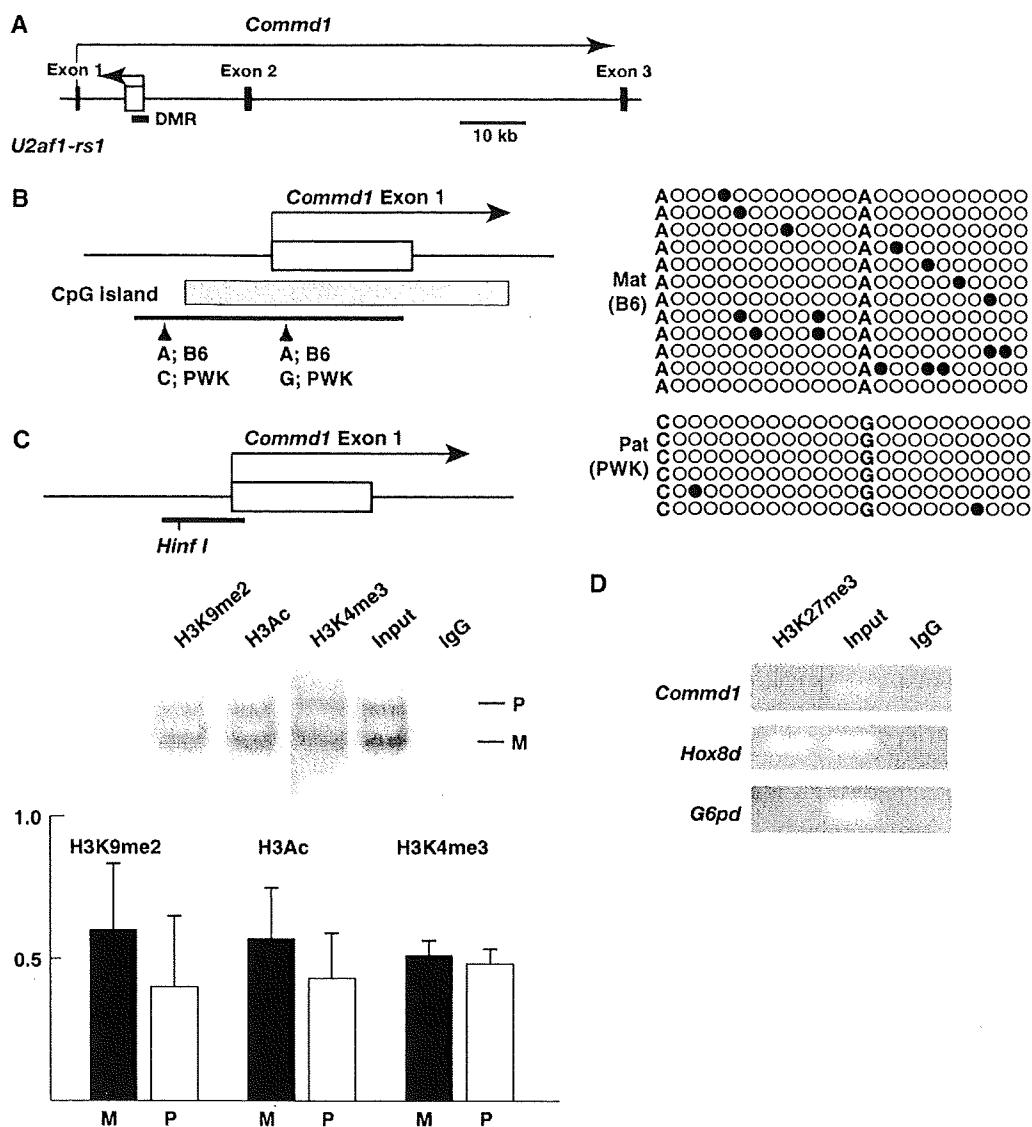 A
Commd1
Exon 1
Exon 2
Exon 3
DMR
10 kb
U2af1-rs1
B
Commd1 Exon 1
CpG Island
A; B6
C; PWK
A; B6
G; PWK
Mat
(B6)
A A
A A
A A
A A
A A
A A
A A
A A
A A
A A
A A
A A
Pat
(PWK)
C G
C G
C G
C G
C G
C G
C
Commd1 Exon 1
Hinf I
H3K9me2
H3Ac
H3K4me3
Input
IgG
P
M
1.0
0.5
H3K9me2
H3Ac
H3K4me3
M P M P M P
D
H3K27me3
Input
IgG
Commd1
Hox8d
G6pd